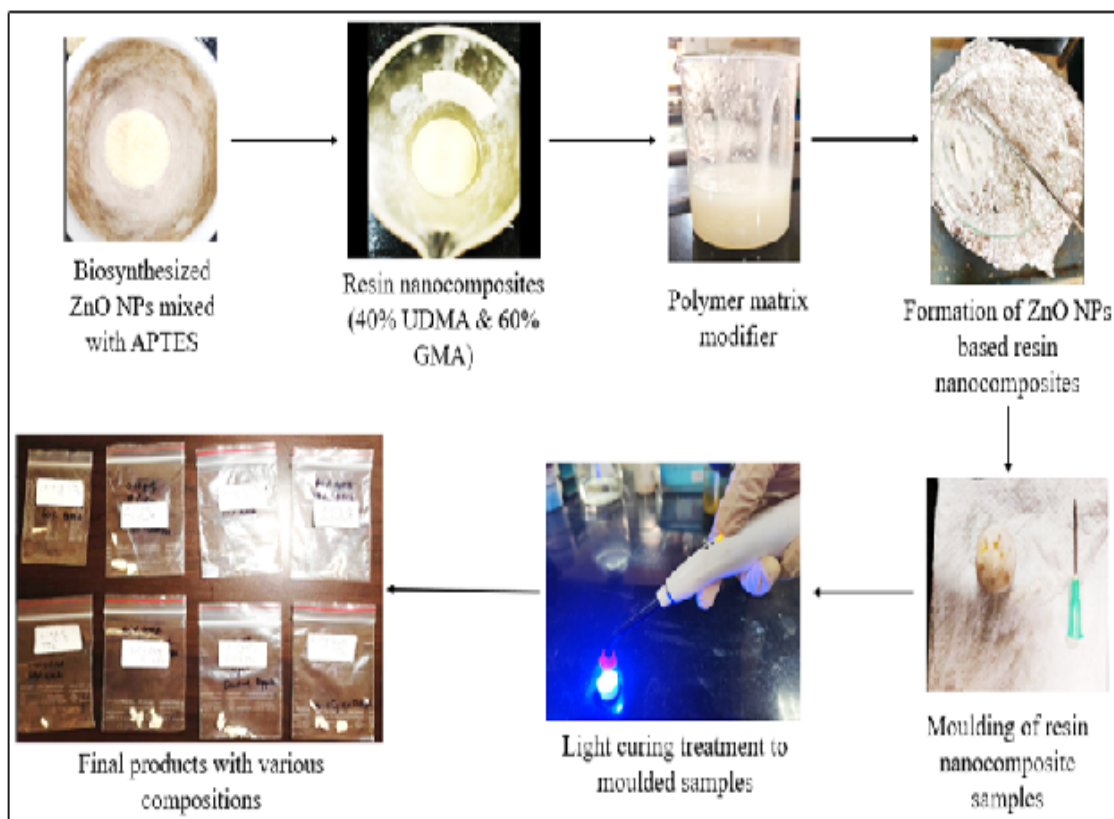 Biosynthesized
ZnO NPs mixed
with APTES
Resin nanocomposites
(40% UDMA & 60%
GMA)
Polymer matrix
modifier
Formation of ZnO NPs
based resin
nanocomposites
Moulding of resin
nanocomposite
samples
Light curing treatment to
moulded samples
Final products with various
compositions